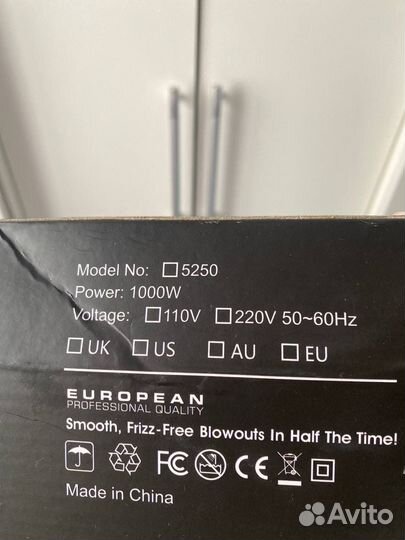 Model No: ☐5250
Power: 1000W
Voltage: ☐110V ☐220V 50~60Hz
☐UK ☐US ☐AU ☐EU
EUROPEAN
PROFESSIONAL QUALITY
Smooth, Frizz-Free Blowouts In Half The Time!
FC CE
Made in China
Avito